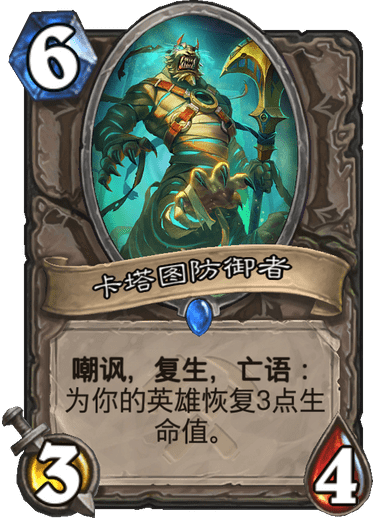 6
卡塔图防御者
嘲讽，复生，亡语：
为你的英雄恢复3点生
命值。
3
4